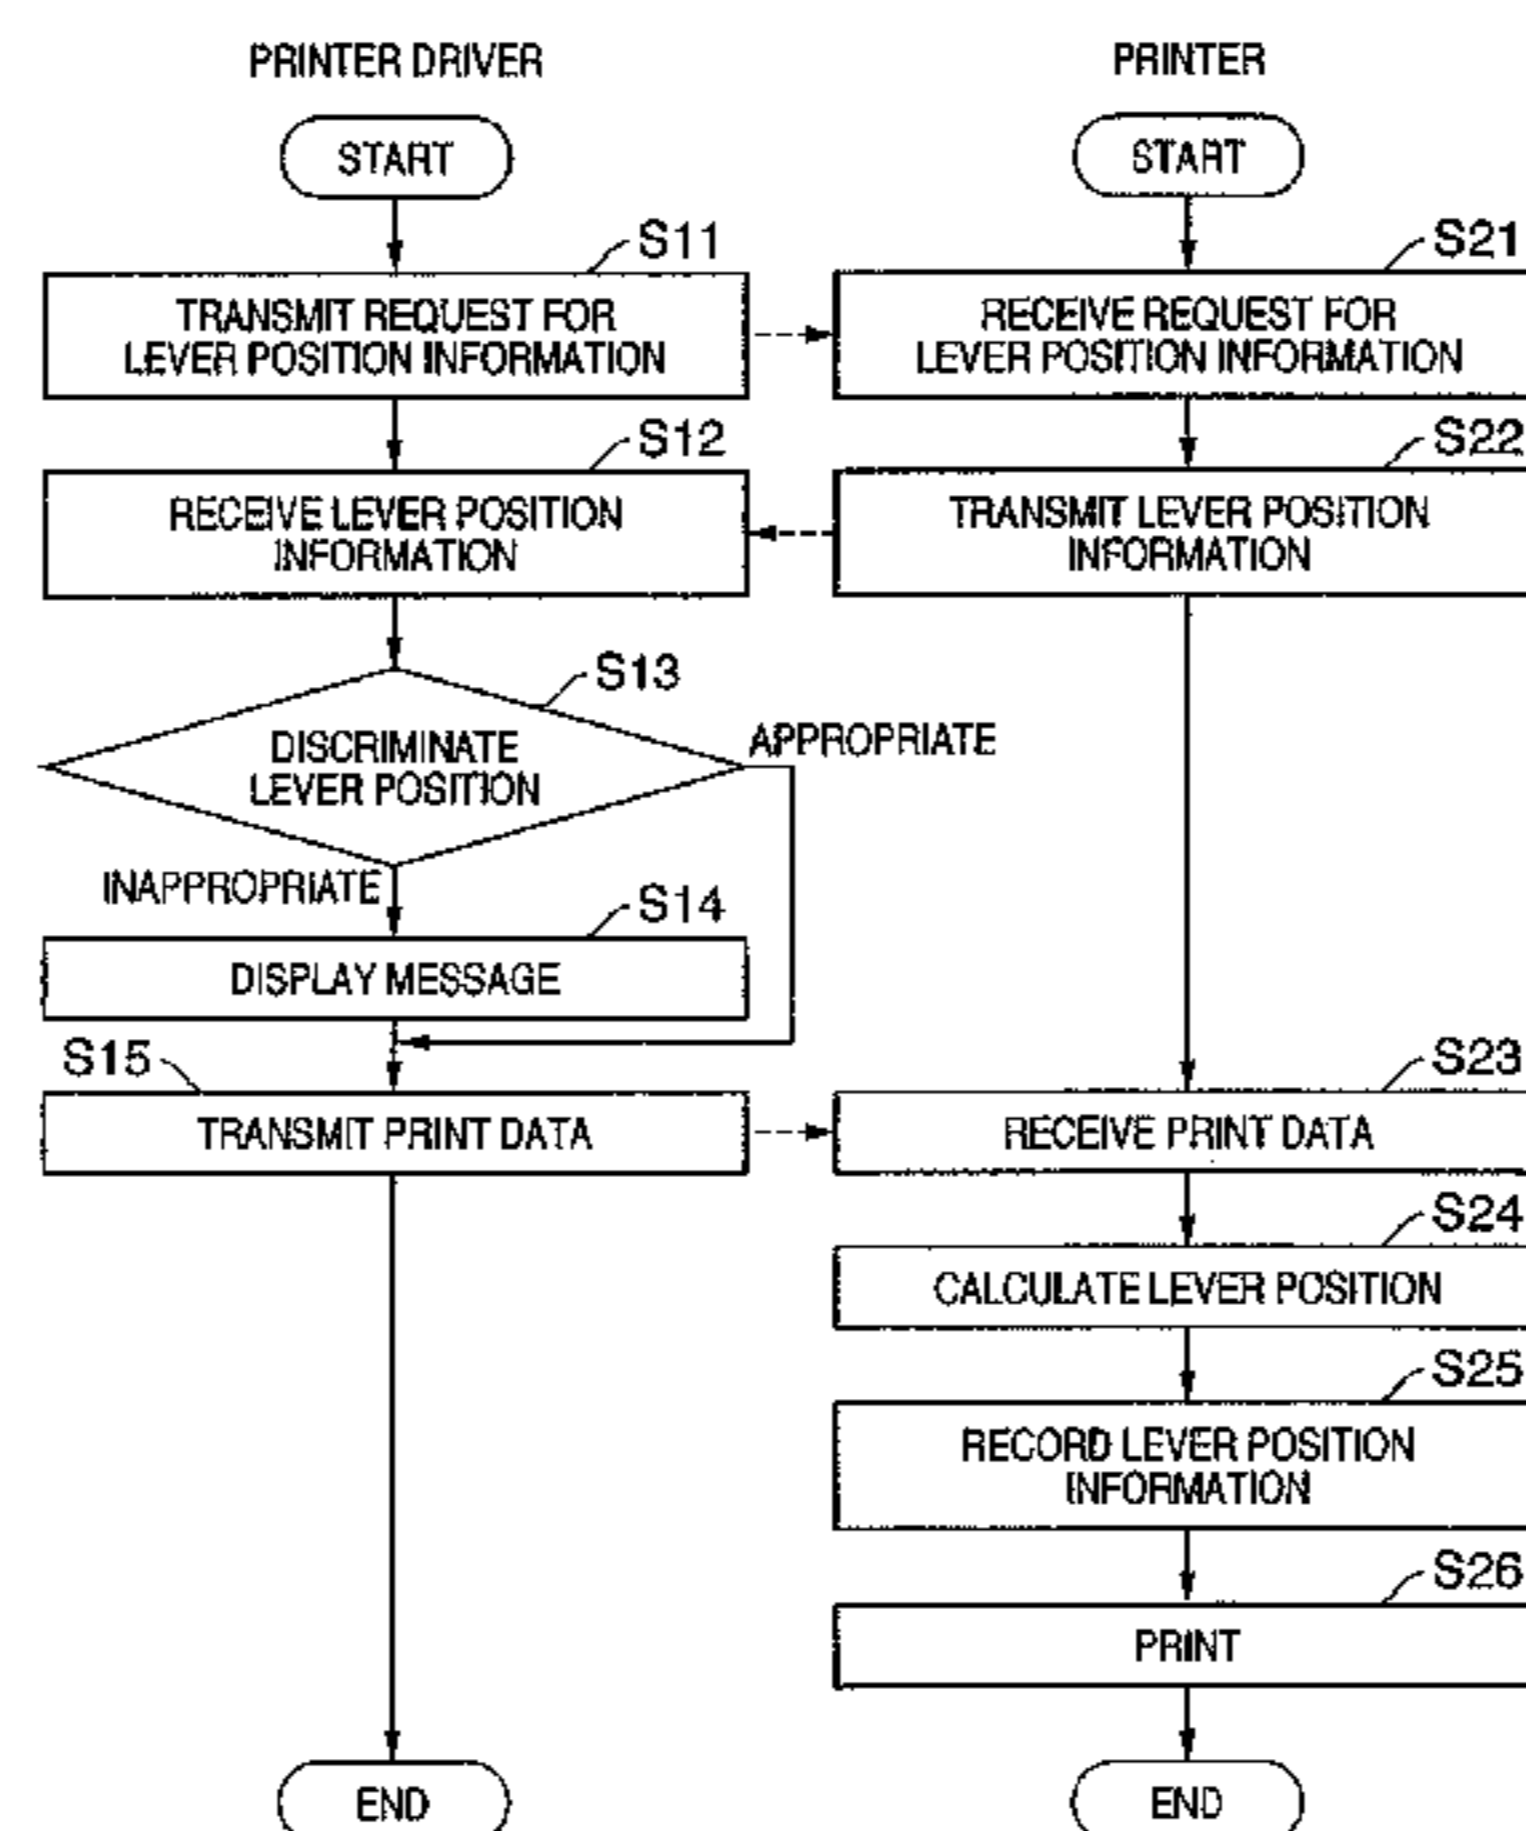 PRINTER DRIVER
START
S11
TRANSMIT REQUEST FOR
LEVER POSITION INFORMATION
S12
RECEIVE LEVER POSITION
INFORMATION
S13
DISCRIMINATE
LEVER POSITION
APPROPRIATE
INAPPROPRIATE
S14
DISPLAY MESSAGE
S15
TRANSMIT PRINT DATA
END
PRINTER
START
S21
RECEIVE REQUEST FOR
LEVER POSITION INFORMATION
S22
TRANSMIT LEVER POSITION
INFORMATION
S23
RECEIVE PRINT DATA
S24
CALCULATE LEVER POSITION
S25
RECORD LEVER POSITION
INFORMATION
S26
PRINT
END